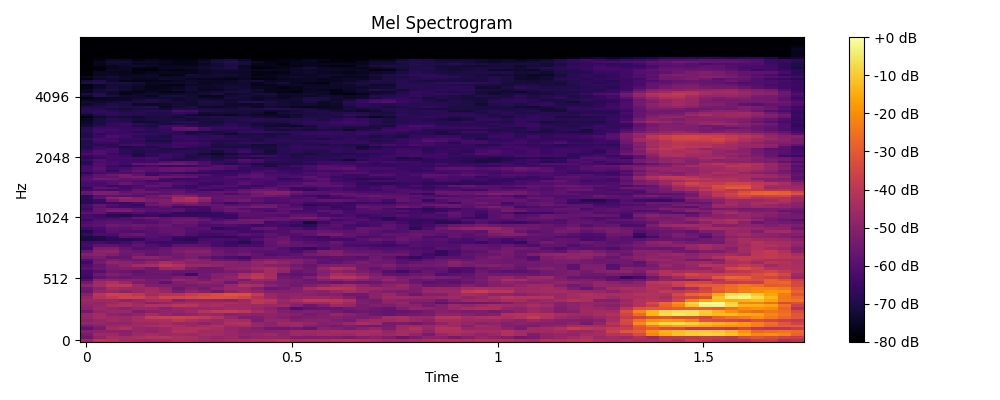 Mel Spectrogram
Hz
4096
2048
1024
512
0
0 0.5 1 1.5
Time
+0 dB
-10 dB
-20 dB
-30 dB
-40 dB
-50 dB
-60 dB
-70 dB
-80 dB